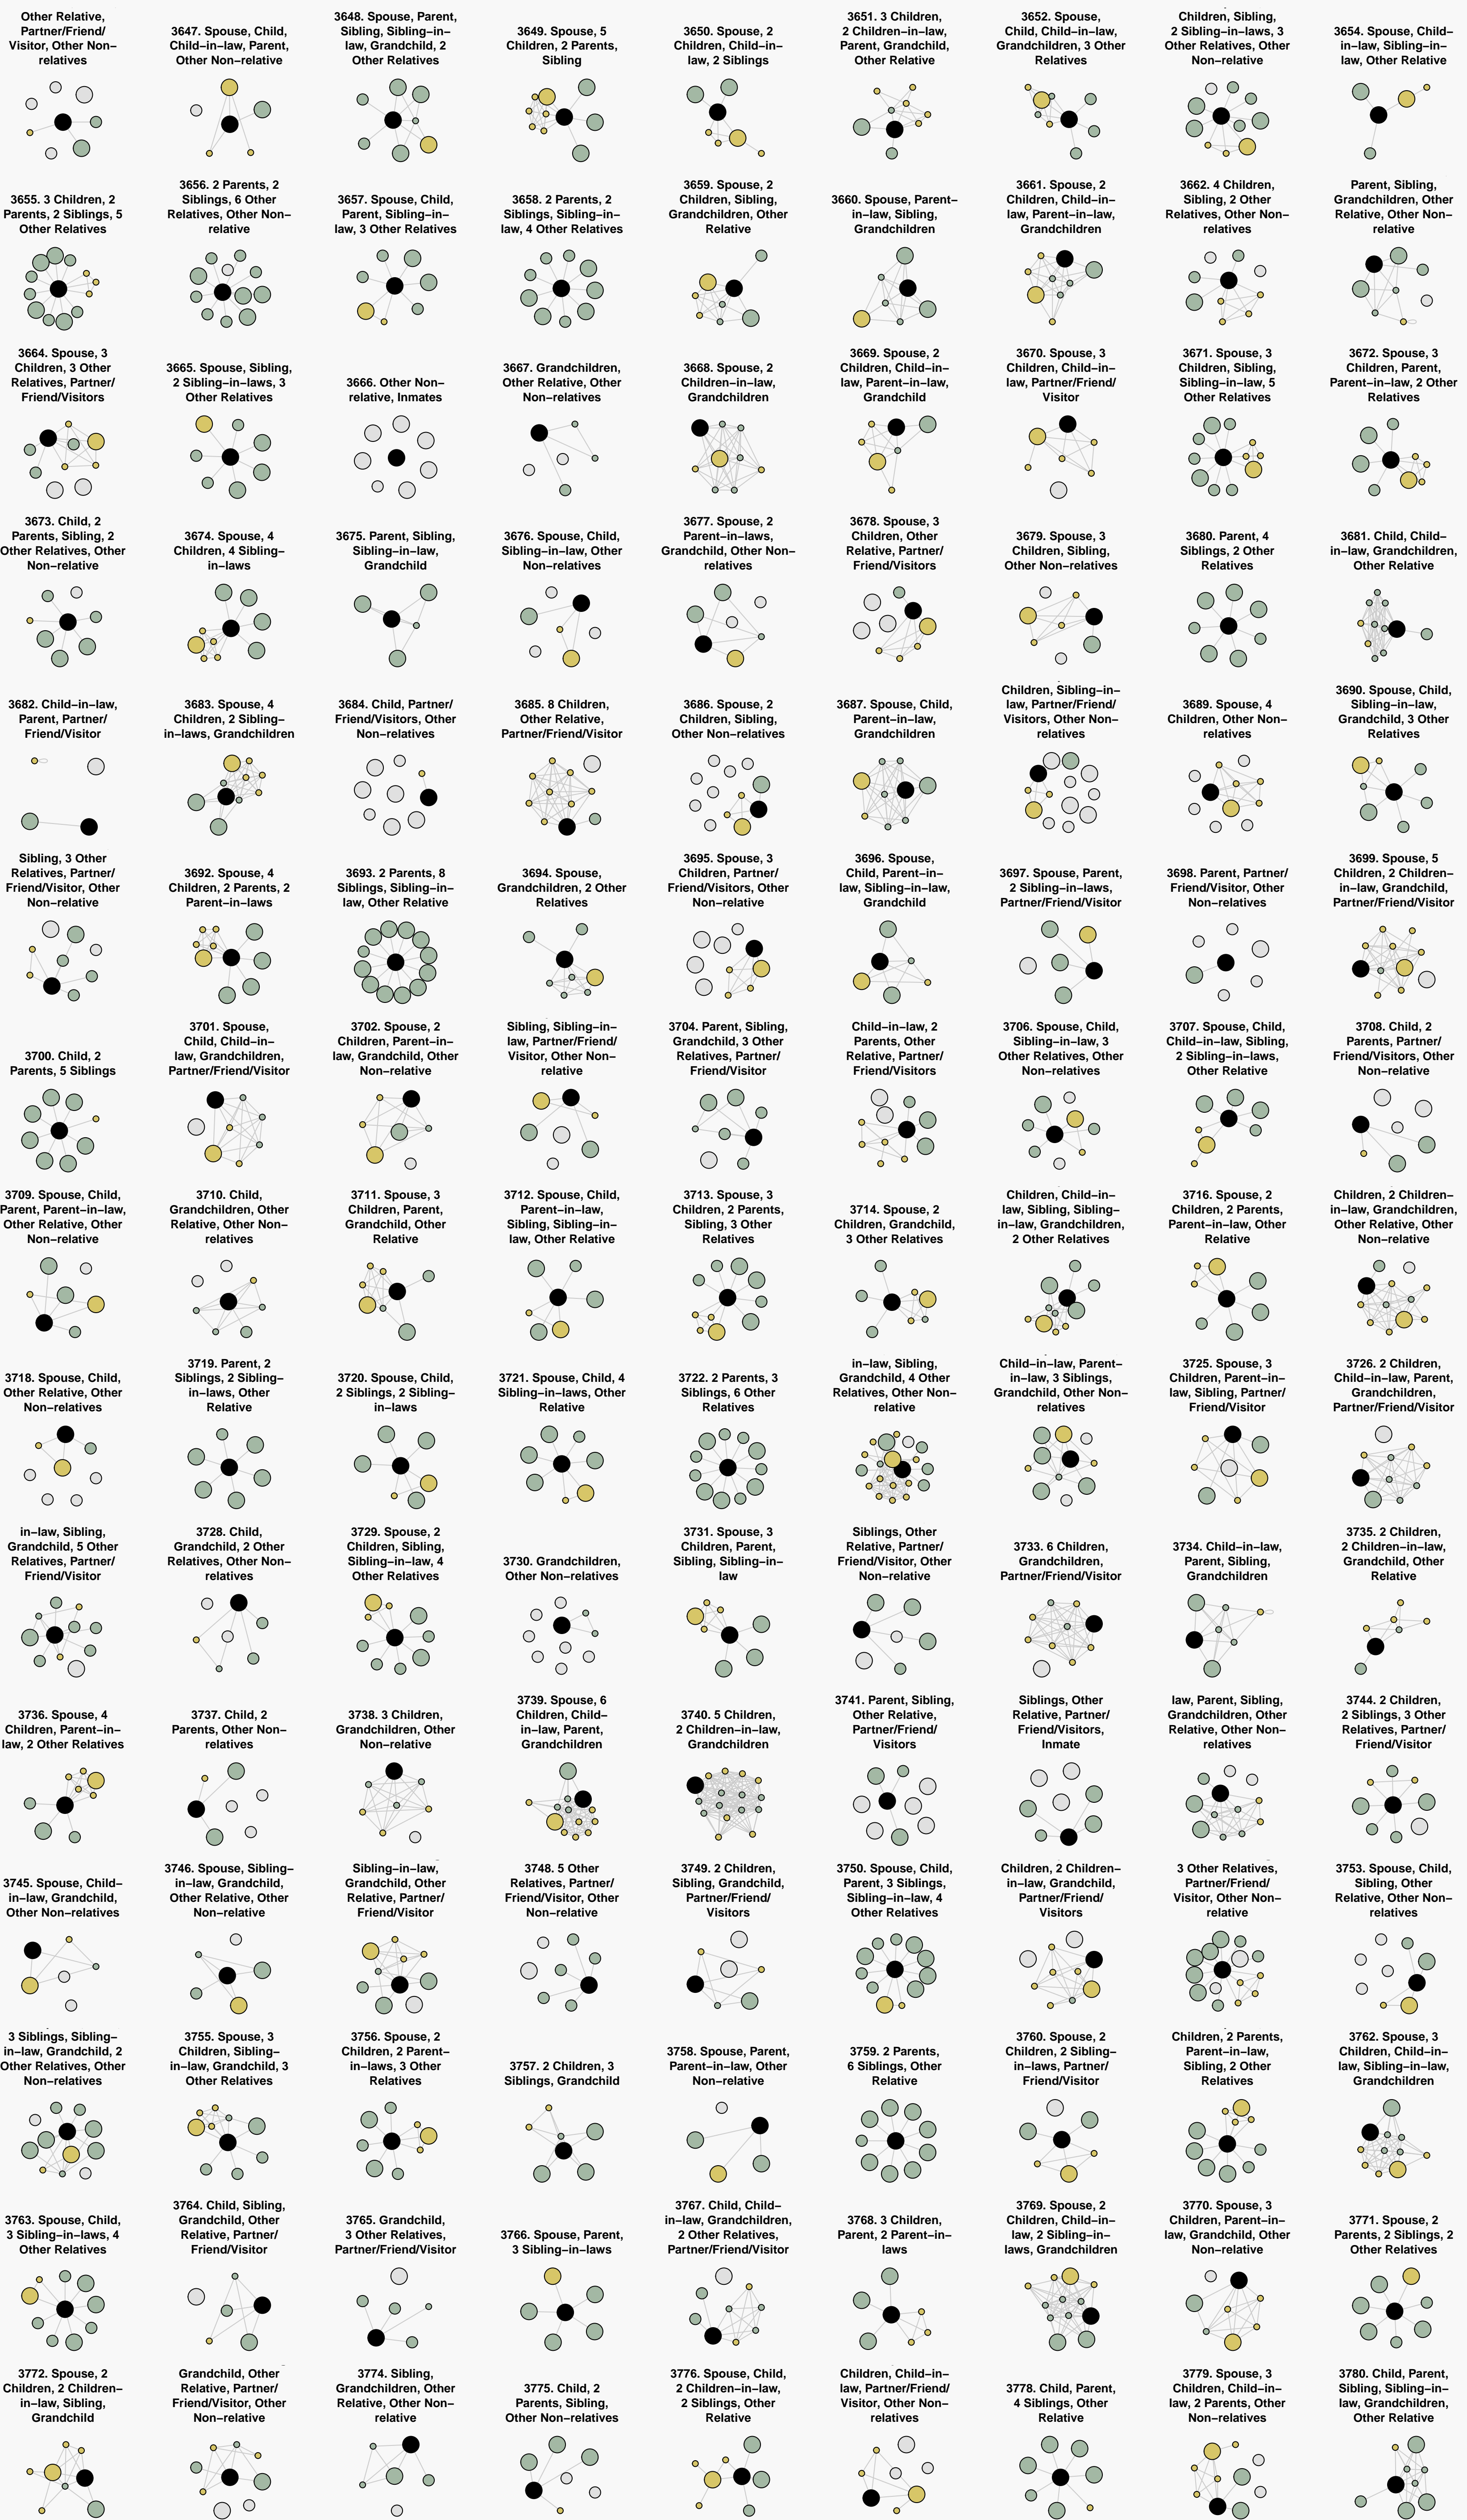 Other Relative,
Partner/Friend/
Visitor, Other Non−
relatives
3647. Spouse, Child,
Child−in−law, Parent,
Other Non−relative
3648. Spouse, Parent,
Sibling, Sibling−in−
law, Grandchild, 2
Other Relatives
3649. Spouse, 5
Children, 2 Parents,
Sibling
3650. Spouse, 2
Children, Child−in−
law, 2 Siblings
3651. 3 Children,
2 Children−in−law,
Parent, Grandchild,
Other Relative
3652. Spouse,
Child, Child−in−law,
Grandchildren, 3 Other
Relatives
Children, Sibling,
2 Sibling−in−laws, 3
Other Relatives, Other
Non−relative
3654. Spouse, Child−
in−law, Sibling−in−
law, Other Relative
3655. 3 Children, 2
Parents, 2 Siblings, 5
Other Relatives
3656. 2 Parents, 2
Siblings, 6 Other
Relatives, Other Non−
relative
3657. Spouse, Child,
Parent, Sibling−in−
law, 3 Other Relatives
3658. 2 Parents, 2
Siblings, Sibling−in−
law, 4 Other Relatives
3659. Spouse, 2
Children, Sibling,
Grandchildren, Other
Relative
3660. Spouse, Parent−
in−law, Sibling,
Grandchildren
3661. Spouse, 2
Children, Child−in−
law, Parent−in−law,
Grandchildren
3662. 4 Children,
Sibling, 2 Other
Relatives, Other Non−
relatives
Parent, Sibling,
Grandchildren, Other
Relative, Other Non−
relative
3664. Spouse, 3
Children, 3 Other
Relatives, Partner/
Friend/Visitors
3665. Spouse, Sibling,
2 Sibling−in−laws, 3
Other Relatives
3666. Other Non−
relative, Inmates
3667. Grandchildren,
Other Relative, Other
Non−relatives
3668. Spouse, 2
Children−in−law,
Grandchildren
3669. Spouse, 2
Children, Child−in−
law, Parent−in−law,
Grandchild
3670. Spouse, 3
Children, Child−in−
law, Partner/Friend/
Visitor
3671. Spouse, 3
Children, Sibling,
Sibling−in−law, 5
Other Relatives
3672. Spouse, 3
Children, Parent,
Parent−in−law, 2 Other
Relatives
3673. Child, 2
Parents, Sibling, 2
Other Relatives, Other
Non−relative
3674. Spouse, 4
Children, 4 Sibling−
in−laws
3675. Parent, Sibling,
Sibling−in−law,
Grandchild
3676. Spouse, Child,
Sibling−in−law, Other
Non−relatives
3677. Spouse, 2
Parent−in−laws,
Grandchild, Other Non−
relatives
3678. Spouse, 3
Children, Other
Relative, Partner/
Friend/Visitors
3679. Spouse, 3
Children, Sibling,
Other Non−relatives
3680. Parent, 4
Siblings, 2 Other
Relatives
3681. Child, Child−
in−law, Grandchildren,
Other Relative
3682. Child−in−law,
Parent, Partner/
Friend/Visitor
3683. Spouse, 4
Children, 2 Sibling−
in−laws, Grandchildren
3684. Child, Partner/
Friend/Visitors, Other
Non−relatives
3685. 8 Children,
Other Relative,
Partner/Friend/Visitor
3686. Spouse, 2
Children, Sibling,
Other Non−relatives
3687. Spouse, Child,
Parent−in−law,
Grandchildren
Children, Sibling−in−
law, Partner/Friend/
Visitors, Other Non−
relatives
3689. Spouse, 4
Children, Other Non−
relatives
3690. Spouse, Child,
Sibling−in−law,
Grandchild, 3 Other
Relatives
Sibling, 3 Other
Relatives, Partner/
Friend/Visitor, Other
Non−relative
3692. Spouse, 4
Children, 2 Parents, 2
Parent−in−laws
3693. 2 Parents, 8
Siblings, Sibling−in−
law, Other Relative
3694. Spouse,
Grandchildren, 2 Other
Relatives
3695. Spouse, 3
Children, Partner/
Friend/Visitors, Other
Non−relative
3696. Spouse,
Child, Parent−in−
law, Sibling−in−law,
Grandchild
3697. Spouse, Parent,
2 Sibling−in−laws,
Partner/Friend/Visitor
3698. Parent, Partner/
Friend/Visitor, Other
Non−relatives
3699. Spouse, 5
Children, 2 Children−
in−law, Grandchild,
Partner/Friend/Visitor
3700. Child, 2
Parents, 5 Siblings
3701. Spouse,
Child, Child−in−
law, Grandchildren,
Partner/Friend/Visitor
3702. Spouse, 2
Children, Parent−in−
law, Grandchild, Other
Non−relative
Sibling, Sibling−in−
law, Partner/Friend/
Visitor, Other Non−
relative
3704. Parent, Sibling,
Grandchild, 3 Other
Relatives, Partner/
Friend/Visitor
Child−in−law, 2
Parents, Other
Relative, Partner/
Friend/Visitors
3706. Spouse, Child,
Sibling−in−law, 3
Other Relatives, Other
Non−relatives
3707. Spouse, Child,
Child−in−law, Sibling,
2 Sibling−in−laws,
Other Relative
3708. Child, 2
Parents, Partner/
Friend/Visitors, Other
Non−relative
3709. Spouse, Child,
Parent, Parent−in−law,
Other Relative, Other
Non−relative
3710. Child,
Grandchildren, Other
Relative, Other Non−
relatives
3711. Spouse, 3
Children, Parent,
Grandchild, Other
Relative
3712. Spouse, Child,
Parent−in−law,
Sibling, Sibling−in−
law, Other Relative
3713. Spouse, 3
Children, 2 Parents,
Sibling, 3 Other
Relatives
3714. Spouse, 2
Children, Grandchild,
3 Other Relatives
Children, Child−in−
law, Sibling, Sibling−
in−law, Grandchildren,
2 Other Relatives
3716. Spouse, 2
Children, 2 Parents,
Parent−in−law, Other
Relative
Children, 2 Children−
in−law, Grandchildren,
Other Relative, Other
Non−relative
3718. Spouse, Child,
Other Relative, Other
Non−relatives
3719. Parent, 2
Siblings, 2 Sibling−
in−laws, Other
Relative
3720. Spouse, Child,
2 Siblings, 2 Sibling−
in−laws
3721. Spouse, Child, 4
Sibling−in−laws, Other
Relative
3722. 2 Parents, 3
Siblings, 6 Other
Relatives
in−law, Sibling,
Grandchild, 4 Other
Relatives, Other Non−
relative
Child−in−law, Parent−
in−law, 3 Siblings,
Grandchild, Other Non−
relatives
3725. Spouse, 3
Children, Parent−in−
law, Sibling, Partner/
Friend/Visitor
3726. 2 Children,
Child−in−law, Parent,
Grandchildren,
Partner/Friend/Visitor
in−law, Sibling,
Grandchild, 5 Other
Relatives, Partner/
Friend/Visitor
3728. Child,
Grandchild, 2 Other
Relatives, Other Non−
relatives
3729. Spouse, 2
Children, Sibling,
Sibling−in−law, 4
Other Relatives
3730. Grandchildren,
Other Non−relatives
3731. Spouse, 3
Children, Parent,
Sibling, Sibling−in−
law
Siblings, Other
Relative, Partner/
Friend/Visitor, Other
Non−relative
3733. 6 Children,
Grandchildren,
Partner/Friend/Visitor
3734. Child−in−law,
Parent, Sibling,
Grandchildren
3735. 2 Children,
2 Children−in−law,
Grandchild, Other
Relative
3736. Spouse, 4
Children, Parent−in−
law, 2 Other Relatives
3737. Child, 2
Parents, Other Non−
relatives
3738. 3 Children,
Grandchildren, Other
Non−relative
3739. Spouse, 6
Children, Child−
in−law, Parent,
Grandchildren
3740. 5 Children,
2 Children−in−law,
Grandchildren
3741. Parent, Sibling,
Other Relative,
Partner/Friend/
Visitors
Siblings, Other
Relative, Partner/
Friend/Visitors,
Inmate
law, Parent, Sibling,
Grandchildren, Other
Relative, Other Non−
relatives
3744. 2 Children,
2 Siblings, 3 Other
Relatives, Partner/
Friend/Visitor
3745. Spouse, Child−
in−law, Grandchild,
Other Non−relatives
3746. Spouse, Sibling−
in−law, Grandchild,
Other Relative, Other
Non−relative
Sibling−in−law,
Grandchild, Other
Relative, Partner/
Friend/Visitor
3748. 5 Other
Relatives, Partner/
Friend/Visitor, Other
Non−relative
3749. 2 Children,
Sibling, Grandchild,
Partner/Friend/
Visitors
3750. Spouse, Child,
Parent, 3 Siblings,
Sibling−in−law, 4
Other Relatives
Children, 2 Children−
in−law, Grandchild,
Partner/Friend/
Visitors
3 Other Relatives,
Partner/Friend/
Visitor, Other Non−
relative
3753. Spouse, Child,
Sibling, Other
Relative, Other Non−
relatives
3 Siblings, Sibling−
in−law, Grandchild, 2
Other Relatives, Other
Non−relatives
3755. Spouse, 3
Children, Sibling−
in−law, Grandchild, 3
Other Relatives
3756. Spouse, 2
Children, 2 Parent−
in−laws, 3 Other
Relatives
3757. 2 Children, 3
Siblings, Grandchild
3758. Spouse, Parent,
Parent−in−law, Other
Non−relative
3759. 2 Parents,
6 Siblings, Other
Relative
3760. Spouse, 2
Children, 2 Sibling−
in−laws, Partner/
Friend/Visitor
Children, 2 Parents,
Parent−in−law,
Sibling, 2 Other
Relatives
3762. Spouse, 3
Children, Child−in−
law, Sibling−in−law,
Grandchildren
3763. Spouse, Child,
3 Sibling−in−laws, 4
Other Relatives
3764. Child, Sibling,
Grandchild, Other
Relative, Partner/
Friend/Visitor
3765. Grandchild,
3 Other Relatives,
Partner/Friend/Visitor
3766. Spouse, Parent,
3 Sibling−in−laws
3767. Child, Child−
in−law, Grandchildren,
2 Other Relatives,
Partner/Friend/Visitor
3768. 3 Children,
Parent, 2 Parent−in−
laws
3769. Spouse, 2
Children, Child−in−
law, 2 Sibling−in−
laws, Grandchildren
3770. Spouse, 3
Children, Parent−in−
law, Grandchild, Other
Non−relative
3771. Spouse, 2
Parents, 2 Siblings, 2
Other Relatives
3772. Spouse, 2
Children, 2 Children−
in−law, Sibling,
Grandchild
Grandchild, Other
Relative, Partner/
Friend/Visitor, Other
Non−relative
3774. Sibling,
Grandchildren, Other
Relative, Other Non−
relative
3775. Child, 2
Parents, Sibling,
Other Non−relatives
3776. Spouse, Child,
2 Children−in−law,
2 Siblings, Other
Relative
Children, Child−in−
law, Partner/Friend/
Visitor, Other Non−
relatives
3778. Child, Parent,
4 Siblings, Other
Relative
3779. Spouse, 3
Children, Child−in−
law, 2 Parents, Other
Non−relatives
3780. Child, Parent,
Sibling, Sibling−in−
law, Grandchildren,
Other Relative